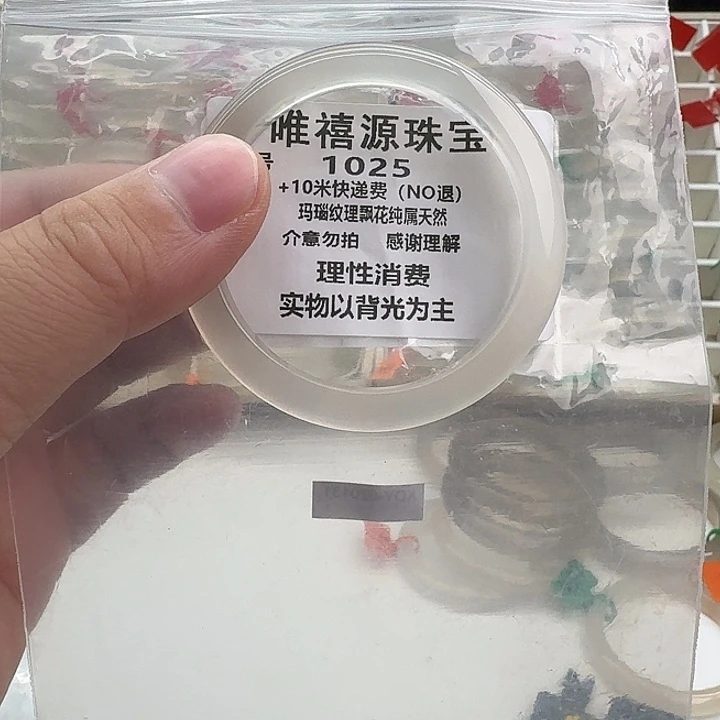 唯禧源珠宝
号 1025
+10米快递费（NO退）
玛瑙纹理飘花纯属天然
介意勿拍 感谢理解
理性消费
实物以背光为主